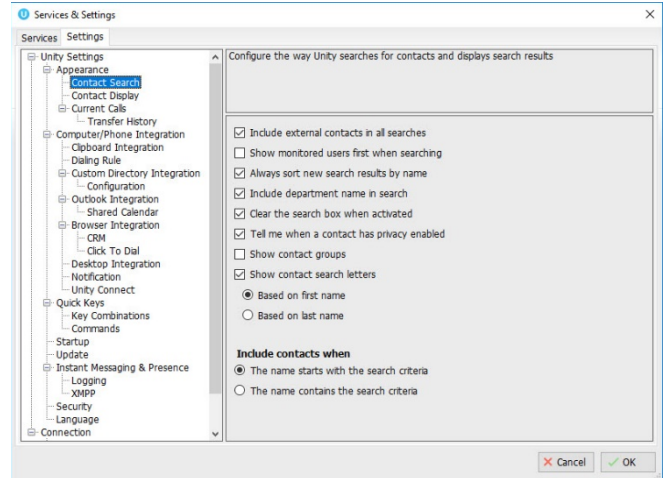 Services & Settings
Services Settings
Unity Settings
Appearance
Contact Search
Contact Display
Current Calls
Transfer History
Computer/Phone Integration
Clipboard Integration
Dialing Rule
Custom Directory Integration
Configuration
Outlook Integration
Shared Calendar
Browser Integration
CRM
Click To Dial
Desktop Integration
Notification
Unity Connect
Quick Keys
Key Combinations
Commands
Startup
Update
Instant Messaging & Presence
Logging
XMPP
Security
Language
Connection
Configure the way Unity searches for contacts and displays search results
Include external contacts in all searches
Show monitored users first when searching
Always sort new search results by name
Include department name in search
Clear the search box when activated
Tell me when a contact has privacy enabled
Show contact groups
Show contact search letters
Based on first name
Based on last name
Include contacts when
The name starts with the search criteria
The name contains the search criteria
Cancel OK